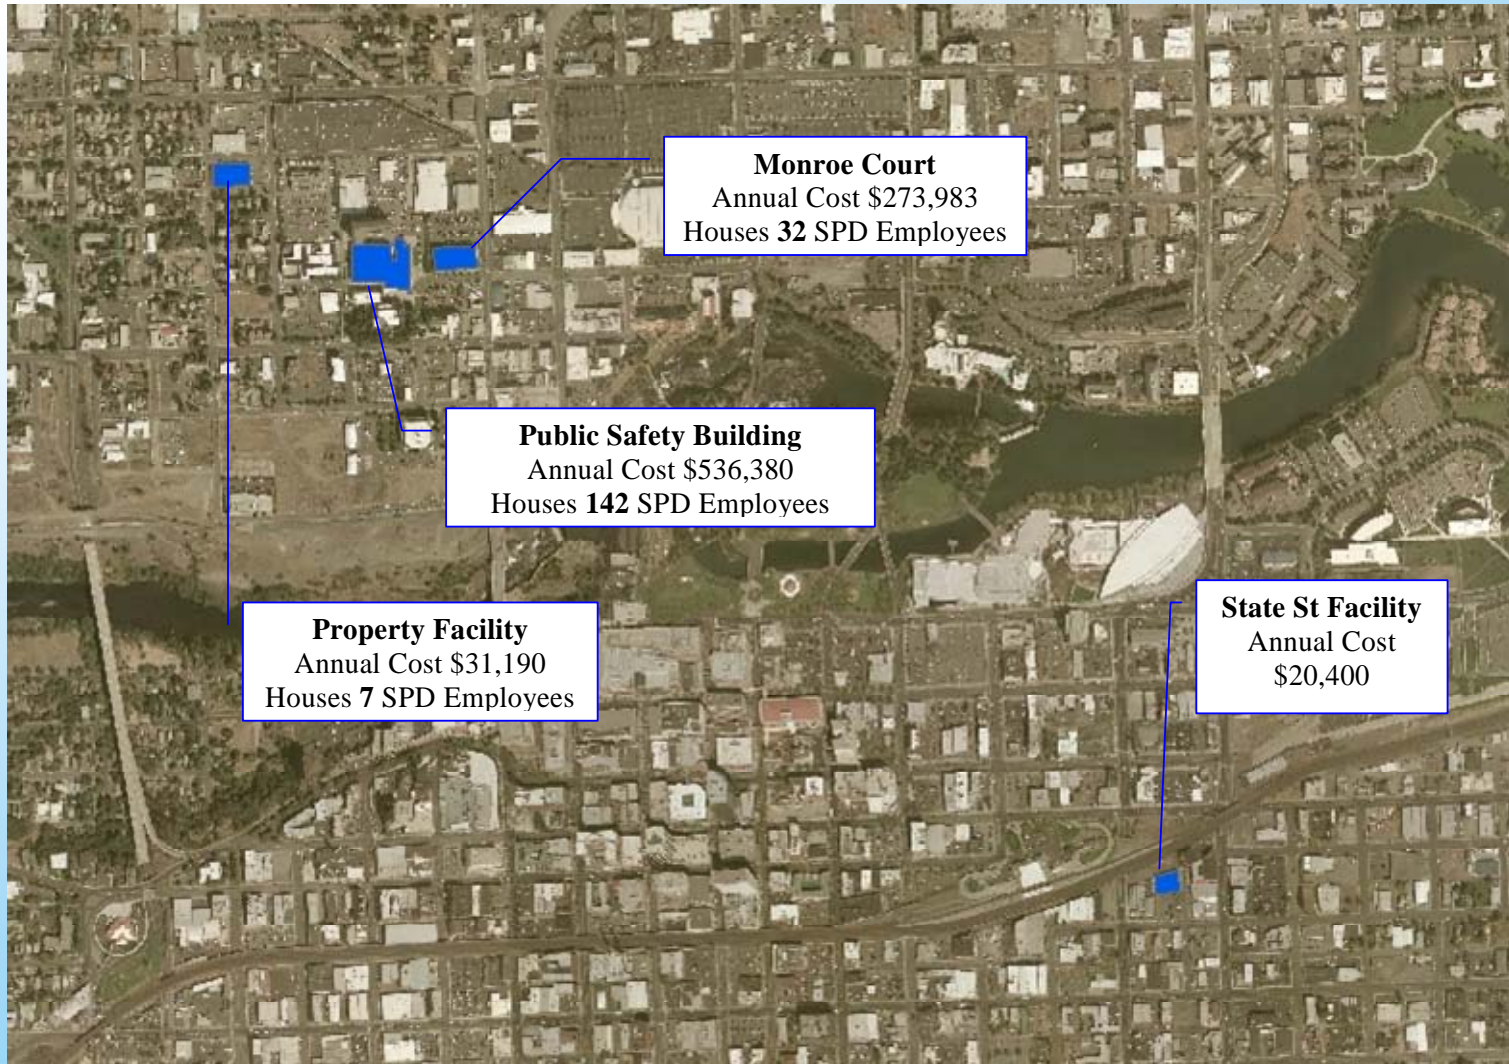 Monroe Court
Annual Cost $273,983
Houses 32 SPD Employees
Public Safety Building
Annual Cost $536,380
Houses 142 SPD Employees
Property Facility
Annual Cost $31,190
Houses 7 SPD Employees
State St Facility
Annual Cost
$20,400